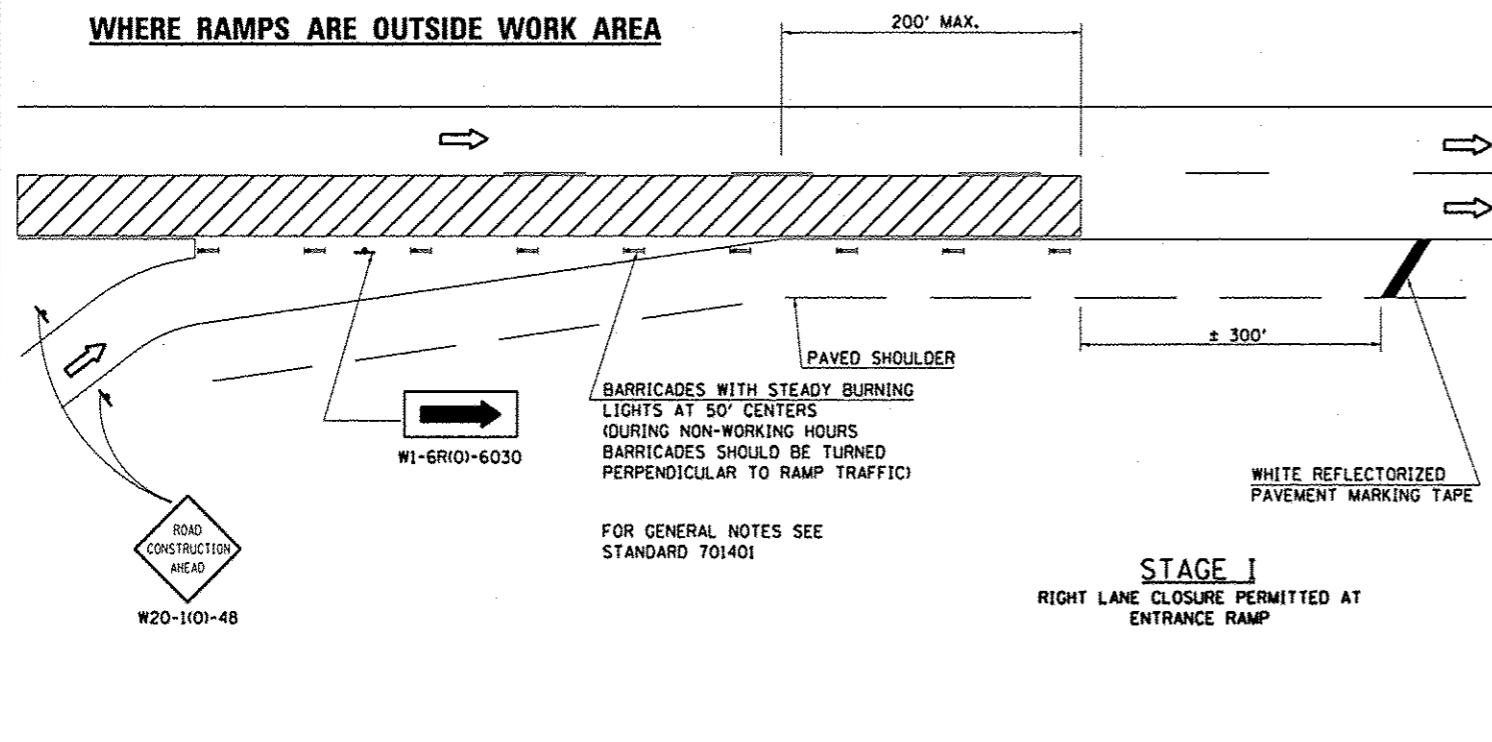 WHERE RAMPS ARE OUTSIDE WORK AREA
200' MAX.
± 300'
PAVED SHOULDER
BARRICADES WITH STEADY BURNING
LIGHTS AT 50' CENTERS
(DURING NON-WORKING HOURS
BARRICADES SHOULD BE TURNED
PERPENDICULAR TO RAMP TRAFFIC)
W1-6R(O)-6030
WHITE REFLECTORIZED
PAVEMENT MARKING TAPE
FOR GENERAL NOTES SEE
STANDARD 701401
ROAD
CONSTRUCTION
AHEAD
W20-1(O)-48
STAGE I
RIGHT LANE CLOSURE PERMITTED AT
ENTRANCE RAMP